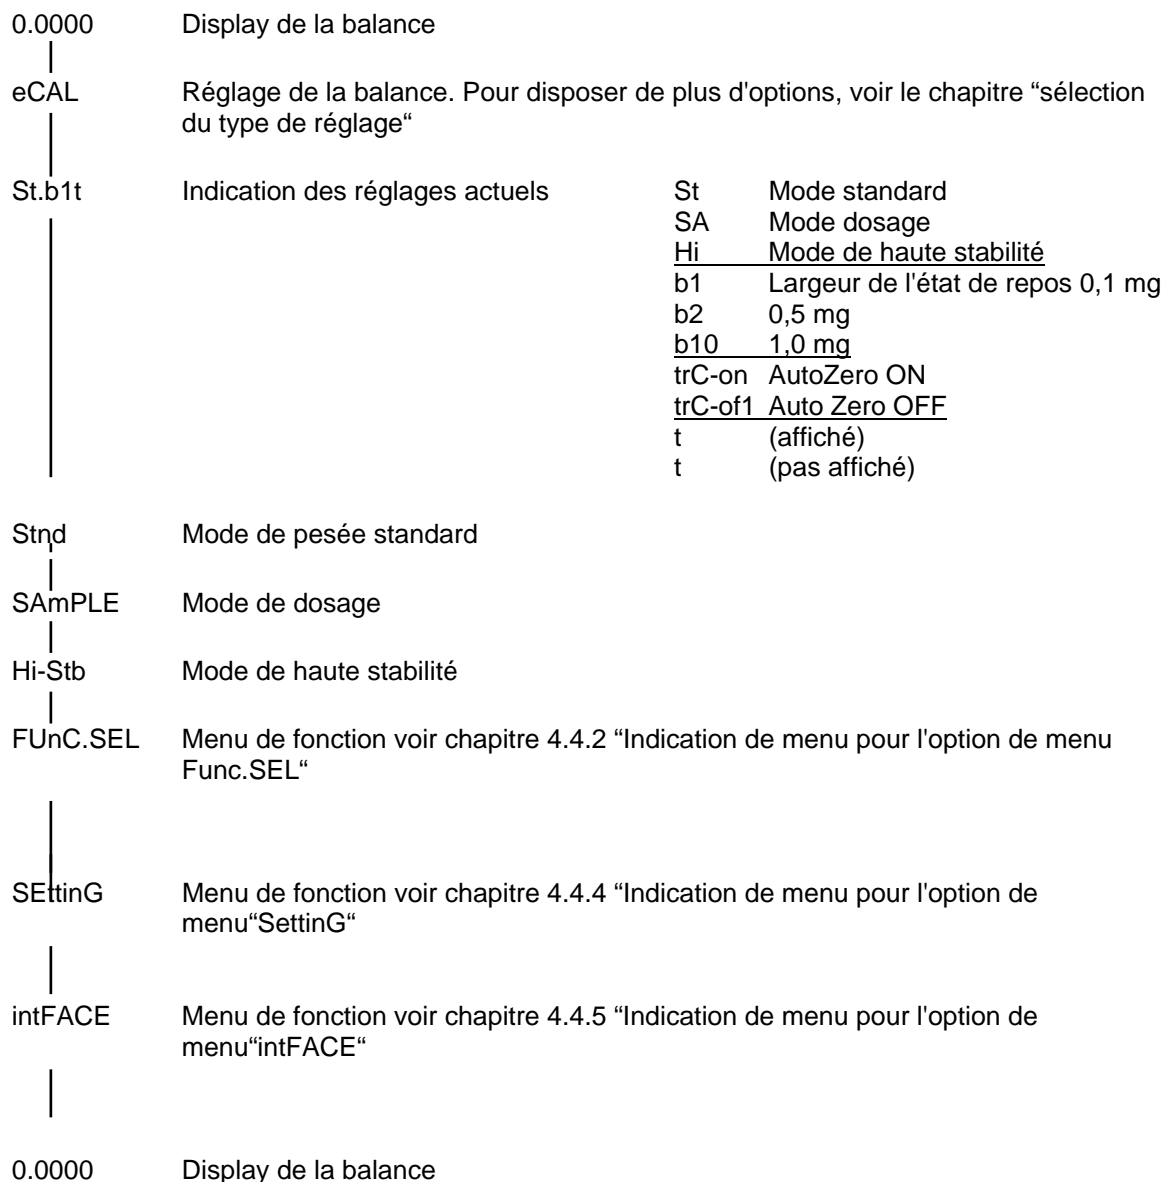 0.0000 Display de la balance
eCAL Réglage de la balance. Pour disposer de plus d'options, voir le chapitre “sélection
du type de réglage“
St.b1t Indication des réglages actuels St Mode standard
SA Mode dosage
Hi Mode de haute stabilité
b1 Largeur de l'état de repos 0,1 mg
b2 0,5 mg
b10 1,0 mg
trC-on AutoZero ON
trC-of1 Auto Zero OFF
t (affiché)
t (pas affiché)
Stnd Mode de pesée standard
SAmPLE Mode de dosage
Hi-Stb Mode de haute stabilité
FUnC.SEL Menu de fonction voir chapitre 4.4.2 “Indication de menu pour l'option de menu
Func.SEL“
SEttinG Menu de fonction voir chapitre 4.4.4 “Indication de menu pour l'option de
menu“SettinG“
intFACE Menu de fonction voir chapitre 4.4.5 “Indication de menu pour l'option de
menu“intFACE“
0.0000 Display de la balance